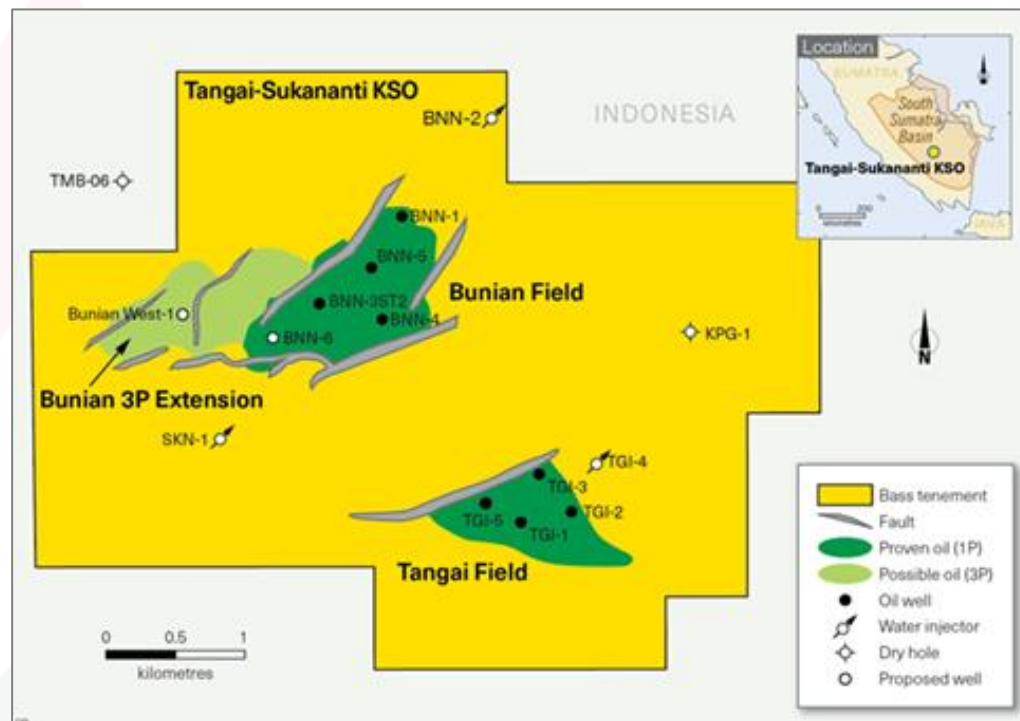 Tangai-Sukananti KSO
BNN-2
INDONESIA
Location
SUMATRA
South
Sumatra
Basin
Tangai-Sukananti KSO
0 200
kilometres
JAVA
TMB-06
BNN-1
BNN-5
Bunian Field
BNN-3ST2
Bunian West-1
BNN-4
BNN-6
KPG-1
N
Bunian 3P Extension
SKN-1
TGI-4
TGI-3
TGI-5
TGI-2
TGI-1
Tangai Field
0 0.5 1
kilometres
Bass tenement
Fault
Proven oil (1P)
Possible oil (3P)
Oil well
Water injector
Dry hole
Proposed well